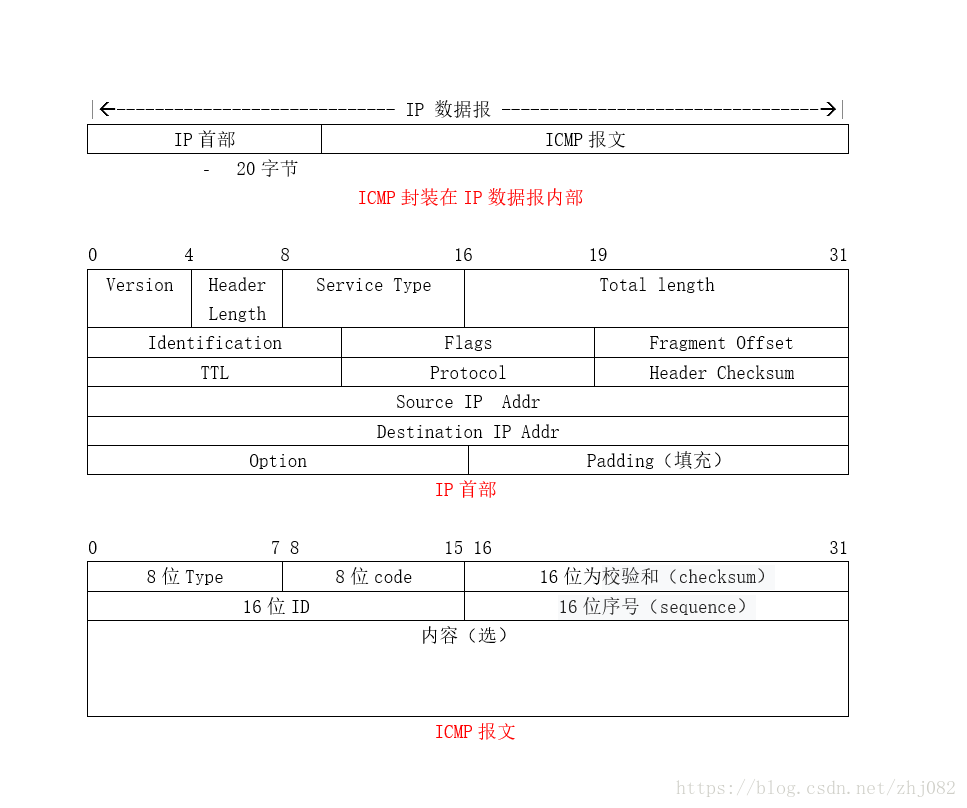 |←----------------------------- IP 数据报 ---------------------------------→|
IP 首部 ICMP 报文
- 20 字节
ICMP 封装在 IP 数据报内部
0 4 8 16 19 31
Version Header Length Service Type Total length
Identification Flags Fragment Offset
TTL Protocol Header Checksum
Source IP Addr
Destination IP Addr
Option Padding（填充）
IP 首部
0 7 8 15 16 31
8 位 Type 8 位 code 16 位为校验和（checksum）
16 位 ID 16 位序号（sequence）
内容（选）
ICMP 报文
https://blog.csdn.net/zhj082